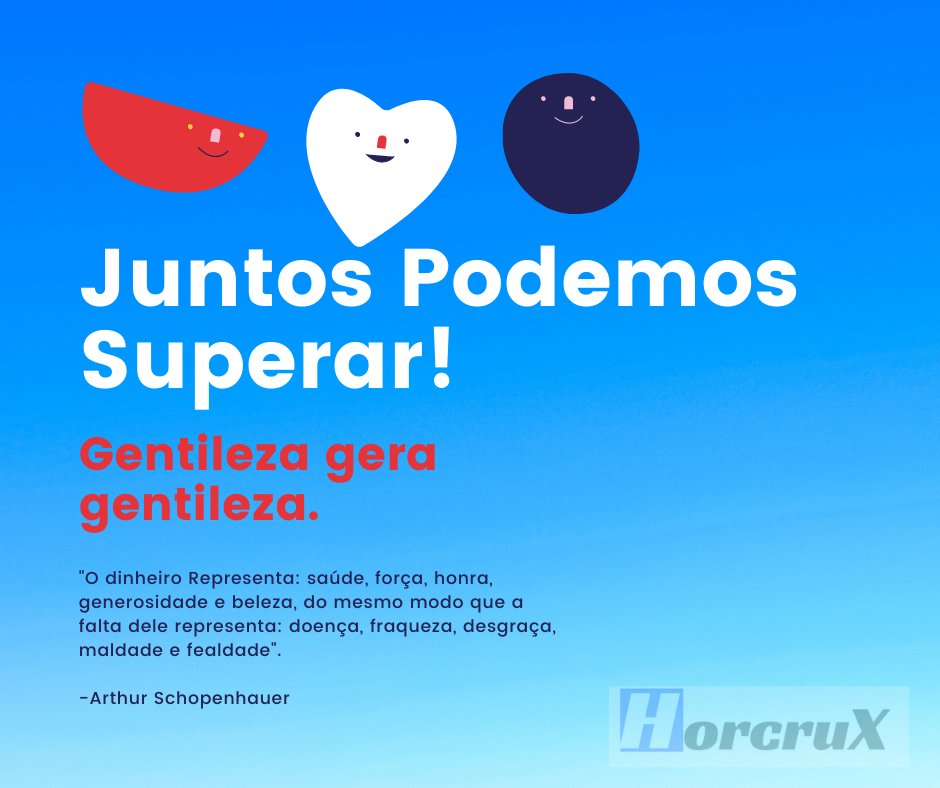 Juntos Podemos
Superar!
Gentileza gera
gentileza.
"O dinheiro Representa: saúde, força, honra,
generosidade e beleza, do mesmo modo que a
falta dele representa: doença, fraqueza, desgraça,
maldade e fealdade".
-Arthur Schopenhauer
HorcruX